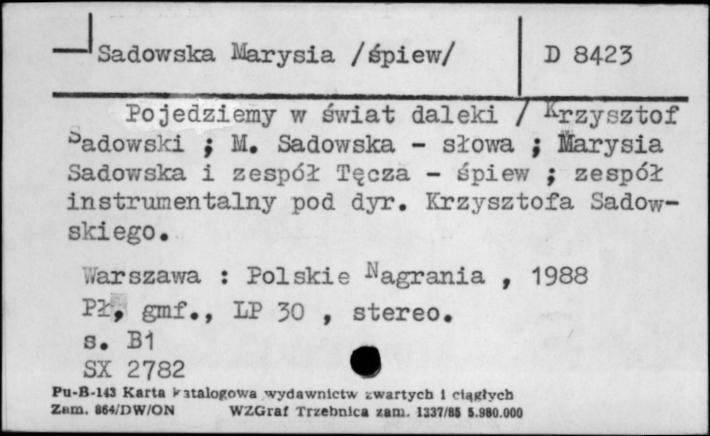 Sadowska Marysia /śpiew/ D 8423
Pojedziemy w świat daleki / Krzysztof
Sadowski ; M. Sadowska - słowa ; Marysia
Sadowska i zespół Tęcza - śpiew ; zespół
instrumentalny pod dyr. Krzysztofa Sadow-
skiego.
Warszawa : Polskie Nagrania , 1988
Pł, gmf., LP 30 , stereo.
s. B1
SX 2782
Pu-B-143 Karta katalogowa wydawnictw zwartych i ciągłych
Zam. 864/DW/ON WZGraf Trzebnica zam. 1337/85 5.980.000